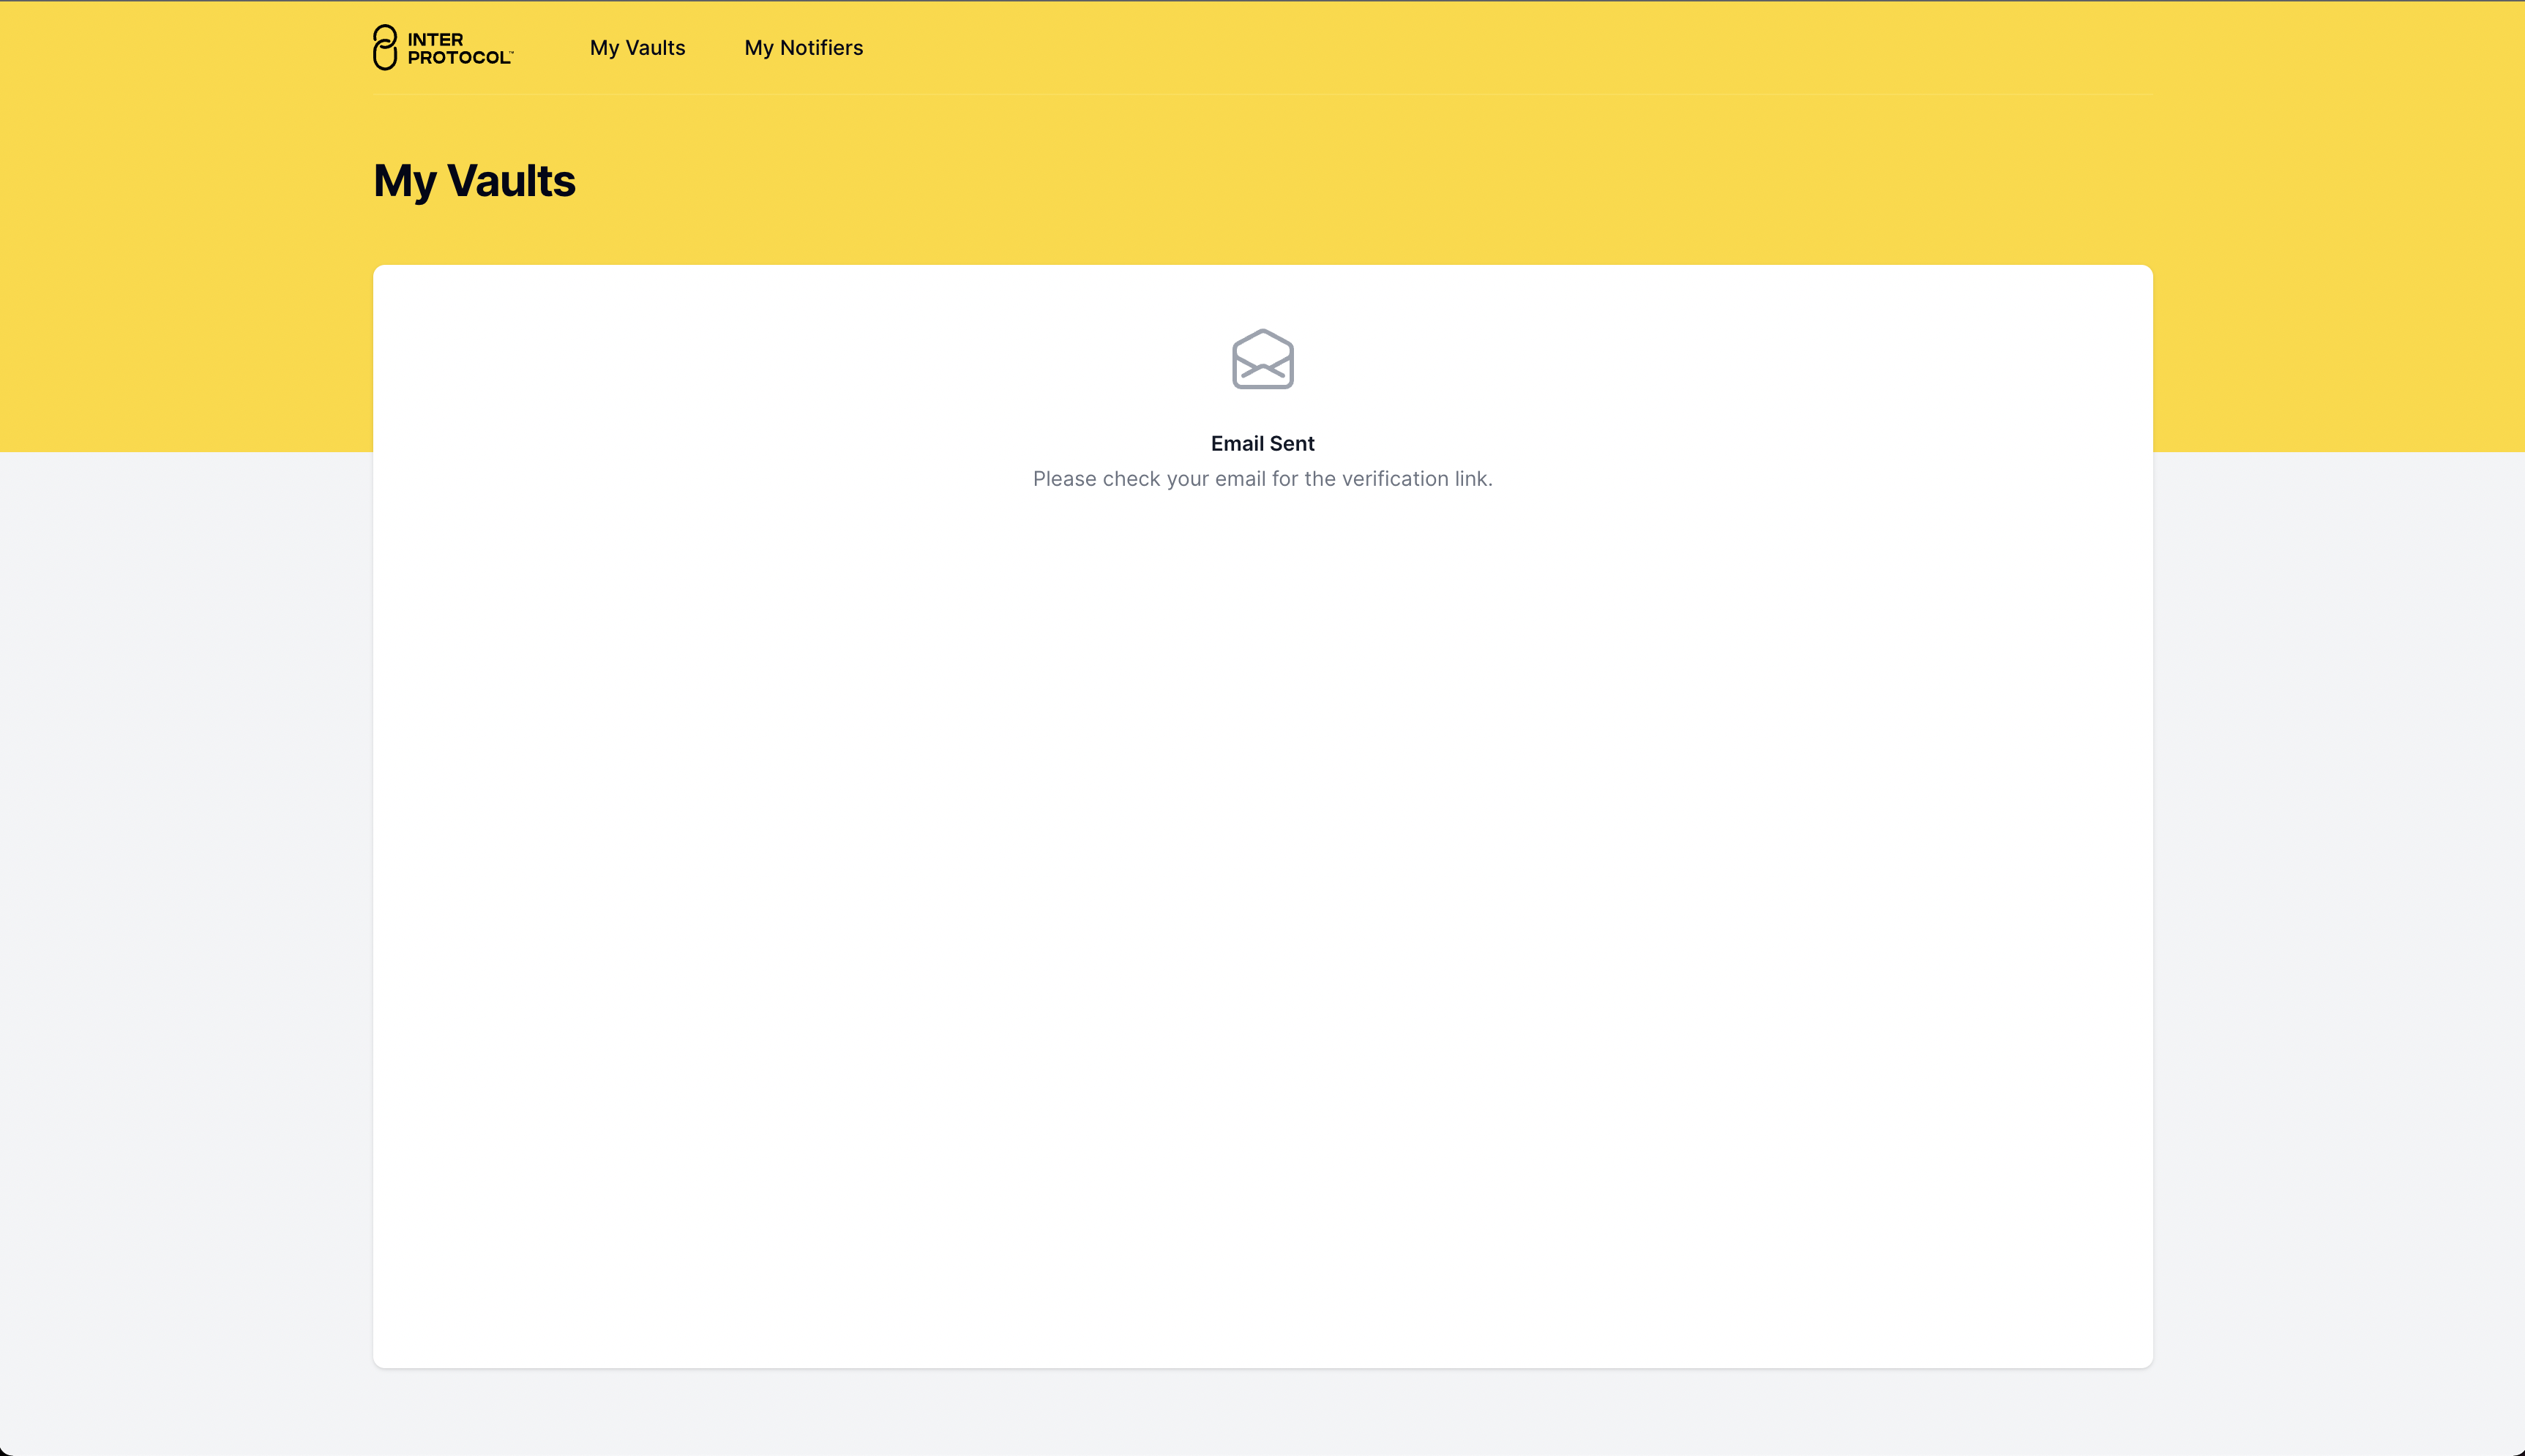 INTER
PROTOCOL™
My Vaults
My Notifiers
My Vaults
Email Sent
Please check your email for the verification link.